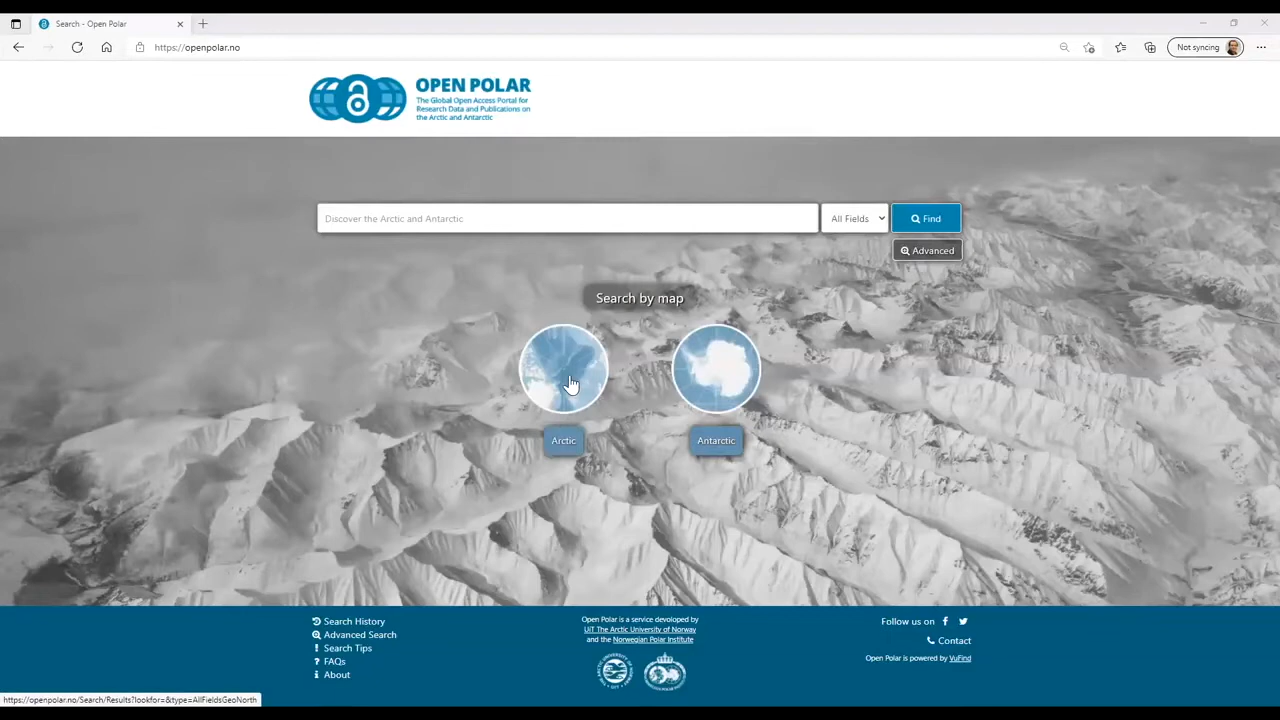 Search - Open Polar
https://openpolar.no
Not syncing
OPEN POLAR
The Global Open Access Portal for
Research Data and Publications on
the Arctic and Antarctic
Discover the Arctic and Antarctic
All Fields
Find
Advanced
Search by map
Arctic
Antarctic
Search History
Advanced Search
Search Tips
FAQs
About
Open Polar is a service developed by
UiT The Arctic University of Norway
and the Norwegian Polar Institute
Follow us on
Contact
Open Polar is powered by VuFind
https://openpolar.no/Search/Results?lookfor=&type=AllFieldsGeoNorth